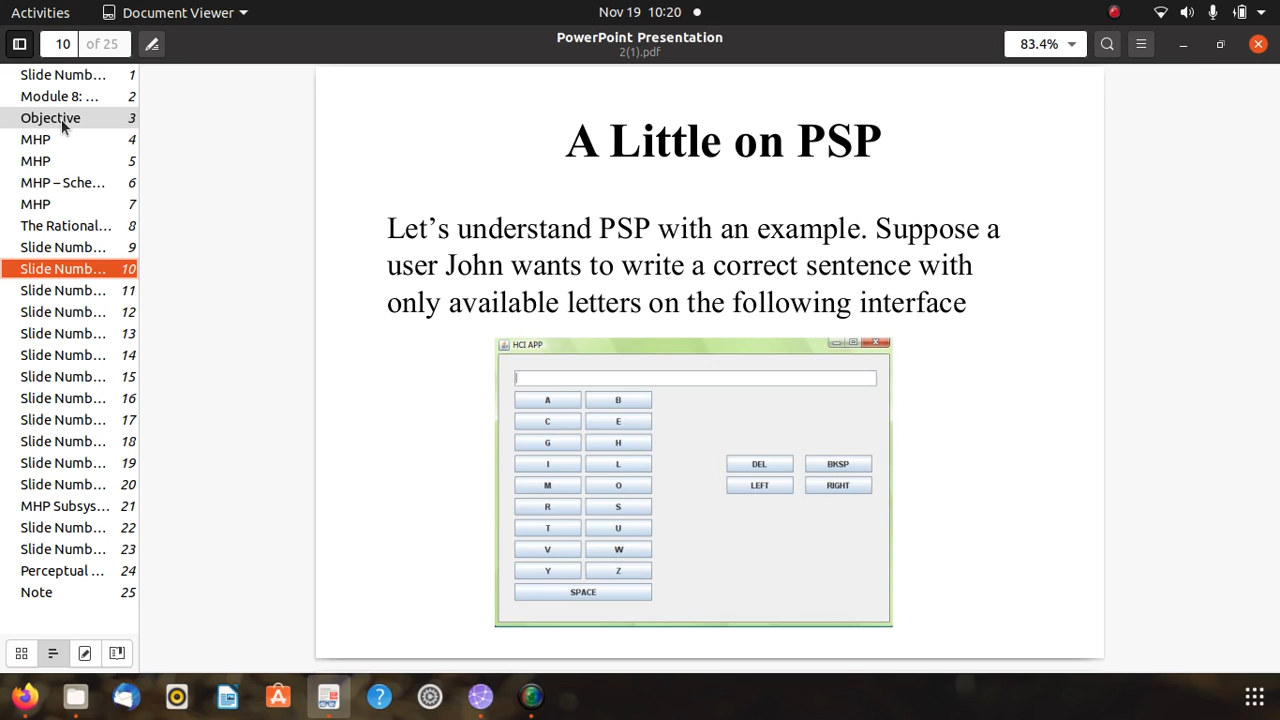 Activities
Document Viewer
Nov 19 10:20
10 of 25
PowerPoint Presentation
2(1).pdf
83.4%
Slide Numb... 1
Module 8: ... 2
Objective 3
MHP 4
MHP 5
MHP – Sche... 6
MHP 7
The Rational... 8
Slide Numb... 9
Slide Numb... 10
Slide Numb... 11
Slide Numb... 12
Slide Numb... 13
Slide Numb... 14
Slide Numb... 15
Slide Numb... 16
Slide Numb... 17
Slide Numb... 18
Slide Numb... 19
Slide Numb... 20
MHP Subsys... 21
Slide Numb... 22
Slide Numb... 23
Perceptual ... 24
Note 25
A Little on PSP
Let’s understand PSP with an example. Suppose a
user John wants to write a correct sentence with
only available letters on the following interface
HCI APP
A B
C E
G H
I L DEL BKSP
M O LEFT RIGHT
R S
T U
V W
Y Z
SPACE